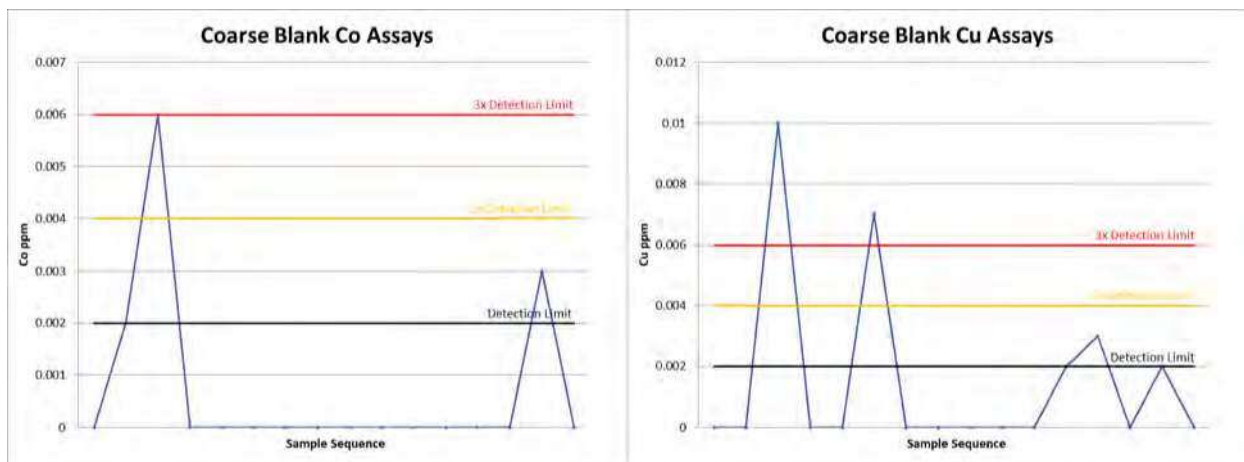 Coarse Blank Co Assays
0.007
0.006
0.005
0.004
0.003
0.002
0.001
0
Co ppm
3x Detection Limit
Detection Limit
Detection Limit
Sample Sequence
Coarse Blank Cu Assays
0.012
0.01
0.008
0.006
0.004
0.002
0
Cu ppm
3x Detection Limit
Detection Limit
Sample Sequence